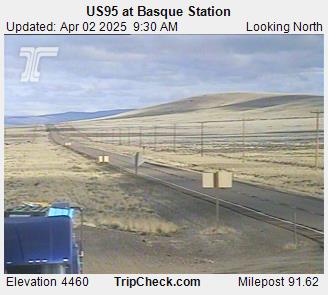 US95 at Basque Station
Updated: Apr 02 2025 9:30 AM Looking North
Elevation 4460 TripCheck.com Milepost 91.62